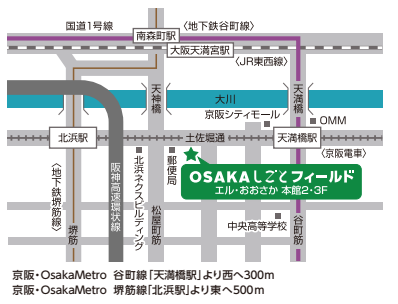 国道1号線
〈地下鉄谷町線〉
南森町駅
大阪天満宮駅
〈JR東西線〉
天神橋
天満橋
大川
京阪シティモール
OMM
北浜駅
土佐堀通
天満橋駅
〈京阪電車〉
〈地下鉄堺筋線〉
堺筋
阪神高速環状線
北浜ネクスビルディング
郵便局
松屋町筋
OSAKAしごとフィールド
エル・おおさか 本館2・3F
中央高等学校
谷町筋
京阪・OsakaMetro 谷町線「天満橋駅」より西へ300m
京阪・OsakaMetro 堺筋線「北浜駅」より東へ500m